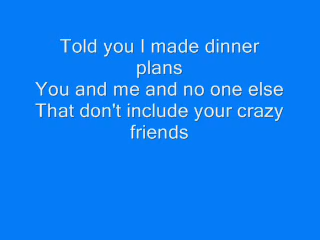 Told you I made dinner
plans
You and me and no one else
That don't include your crazy
friends